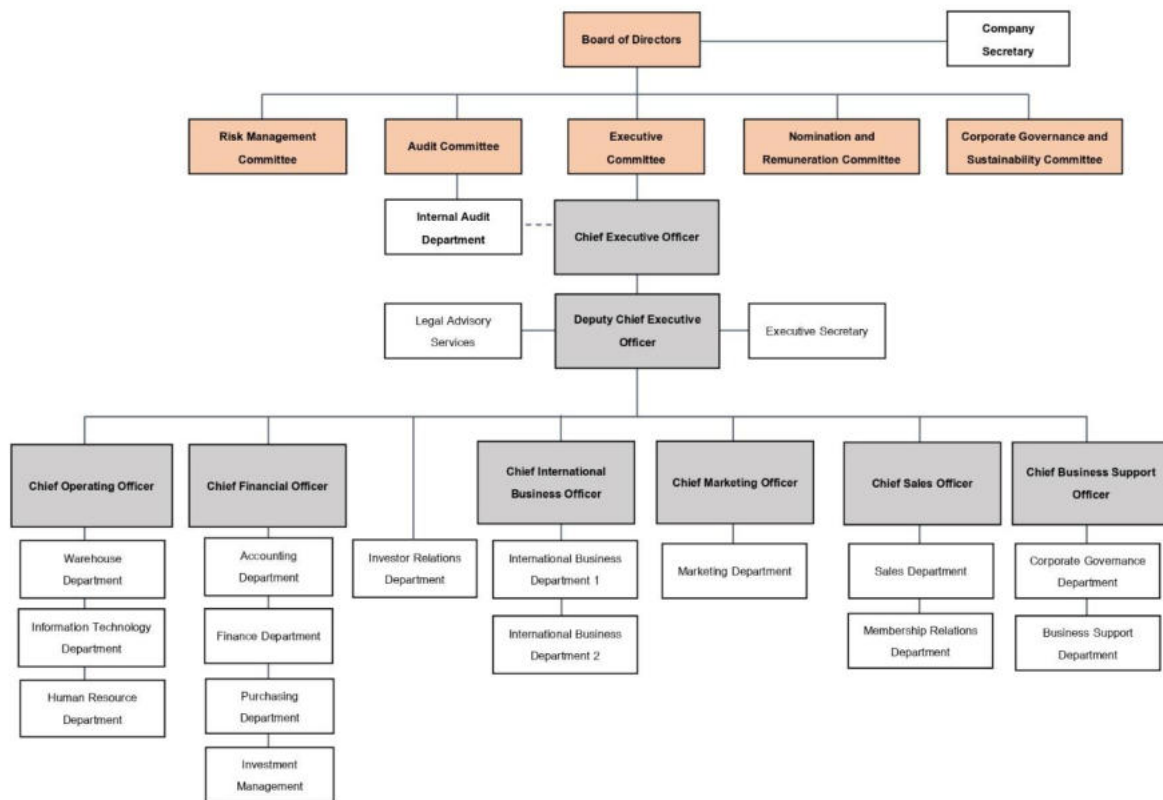 Board of Directors
Company
Secretary
Risk Management
Committee
Audit Committee
Executive
Committee
Nomination and
Remuneration Committee
Corporate Governance and
Sustainability Committee
Internal Audit
Department
Chief Executive Officer
Legal Advisory
Services
Deputy Chief Executive
Officer
Executive Secretary
Chief Operating Officer
Chief Financial Officer
Chief International
Business Officer
Chief Marketing Officer
Chief Sales Officer
Chief Business Support
Officer
Warehouse
Department
Accounting
Department
Investor Relations
Department
International Business
Department 1
Marketing Department
Sales Department
Corporate Governance
Department
Information Technology
Department
Finance Department
International Business
Department 2
Membership Relations
Department
Business Support
Department
Human Resource
Department
Purchasing
Department
Investment
Management